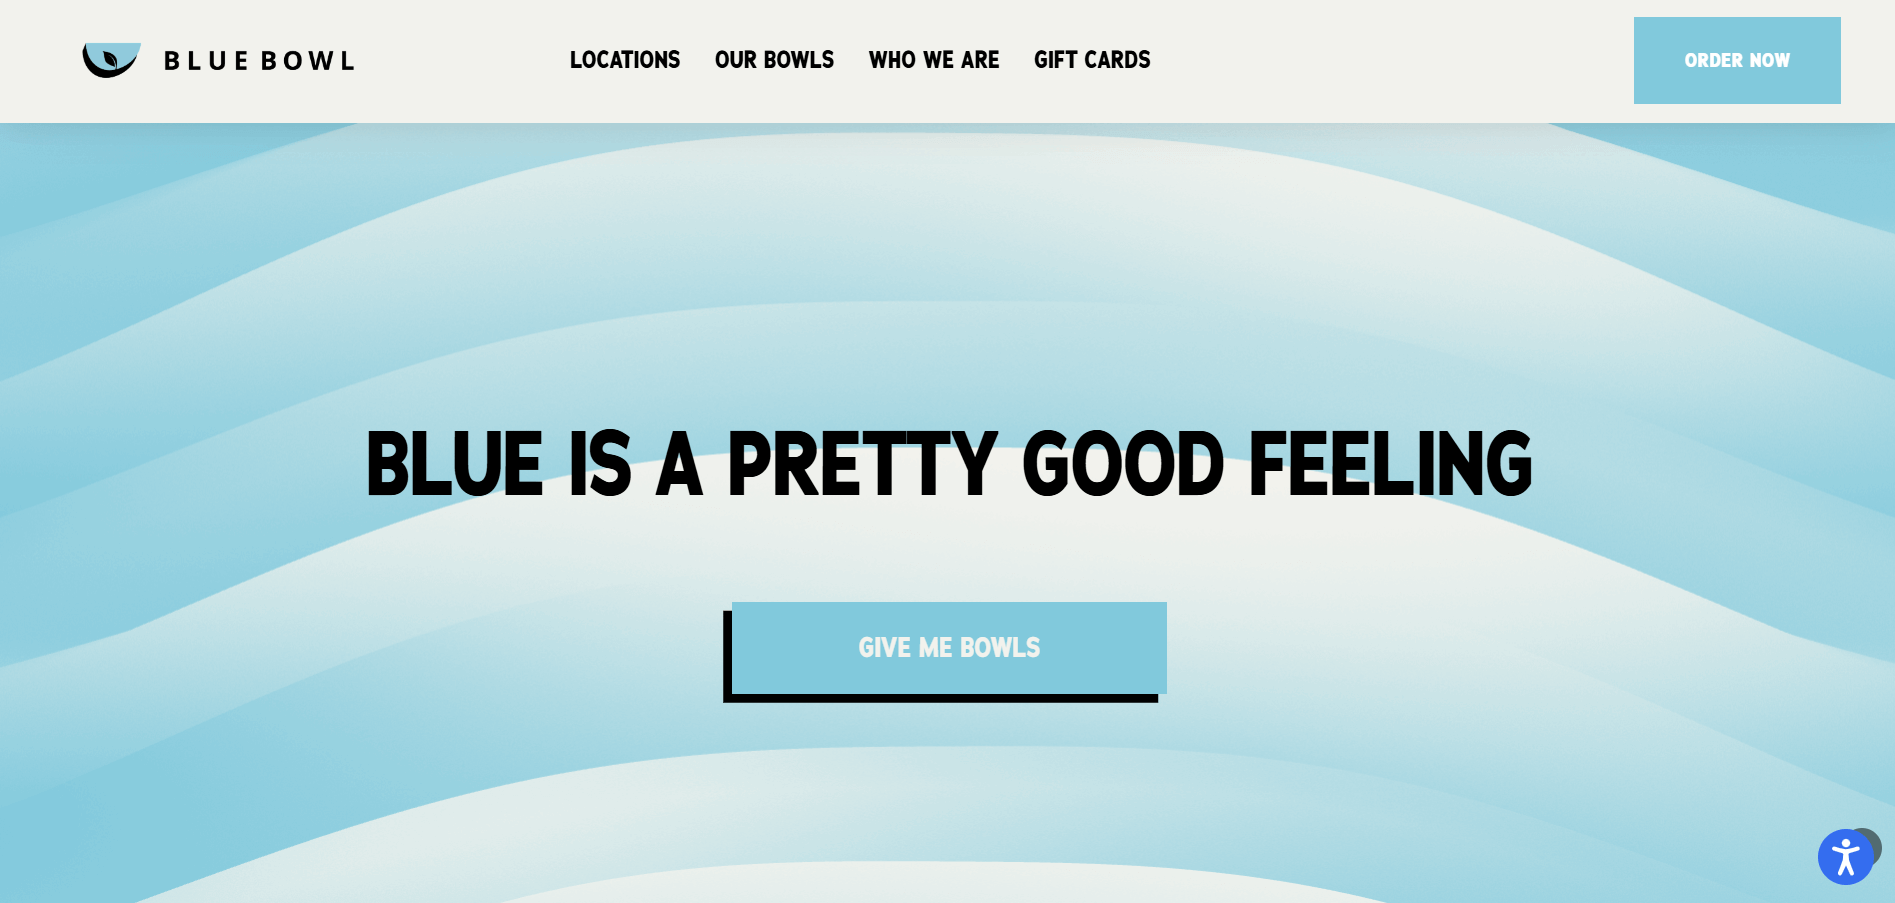 BLUE BOWL
LOCATIONS
OUR BOWLS
WHO WE ARE
GIFT CARDS
ORDER NOW
BLUE IS A PRETTY GOOD FEELING
GIVE ME BOWLS